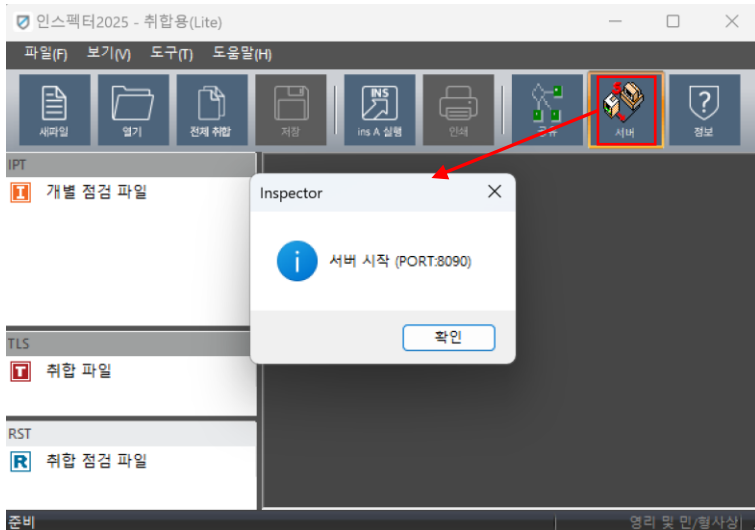 인스펙터2025 - 취합용(Lite)
파일(F) 보기(V) 도구(T) 도움말(H)
새파일 열기 전체 취합 저장 INS ins A 실행 인쇄 공유 서버 정보
IPT
I 개별 점검 파일
Inspector
서버 시작 (PORT:8090)
확인
TLS
T 취합 파일
RST
R 취합 점검 파일
준비
영리 및 민/형사상